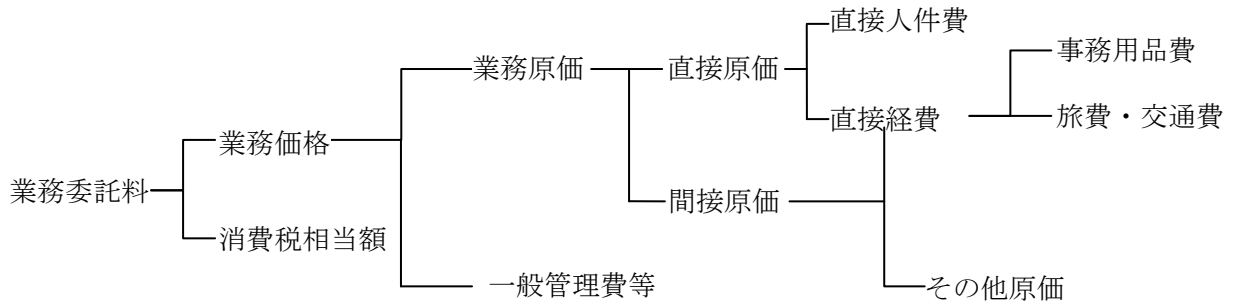 直接人件費
事務用品費
業務原価
直接原価
直接経費
旅費・交通費
業務価格
業務委託料
間接原価
消費税相当額
一般管理費等
その他原価